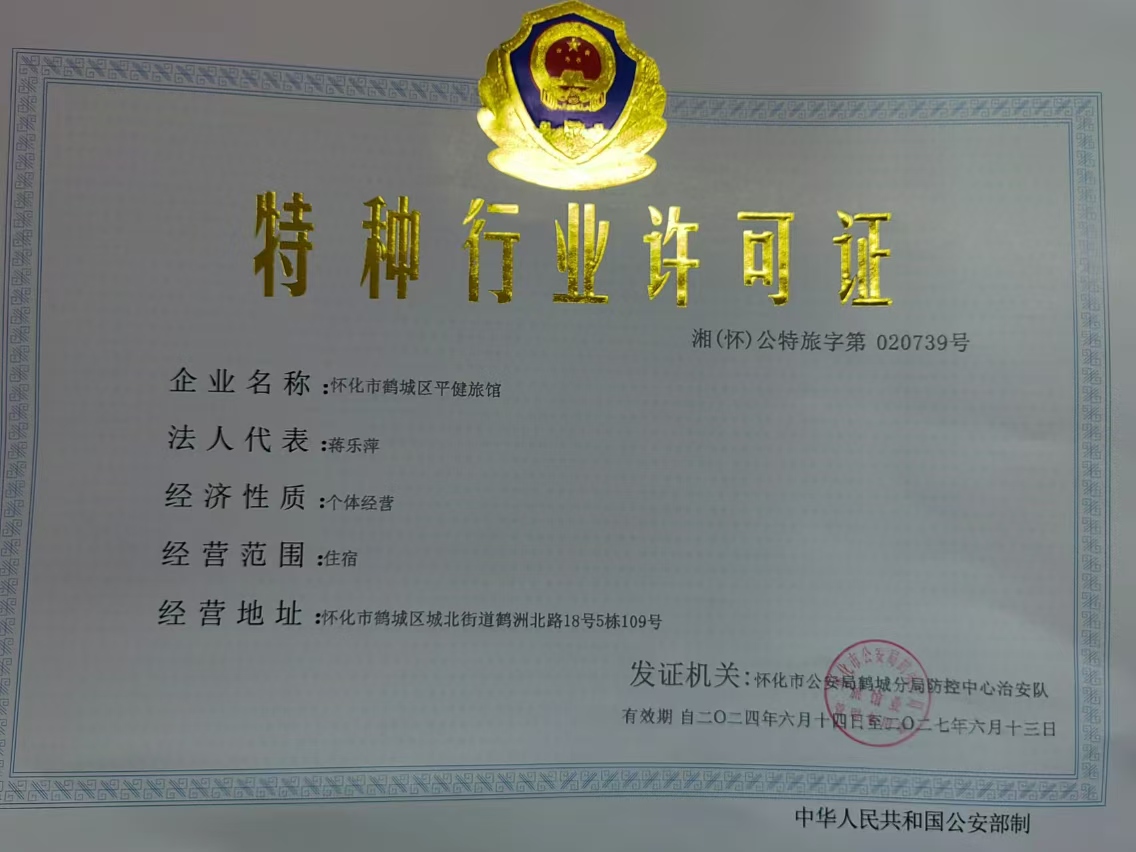 特种行业许可证
湘(怀)公特旅字第 020739号
企业名称:怀化市鹤城区平健旅馆
法人代表:蒋乐萍
经济性质:个体经营
经营范围:住宿
经营地址:怀化市鹤城区城北街道鹤洲北路18号5栋109号
发证机关:怀化市公安局鹤城分局防控中心治安队
有效期 自二〇二四年六月十四日至二〇二七年六月十三日
中华人民共和国公安部制